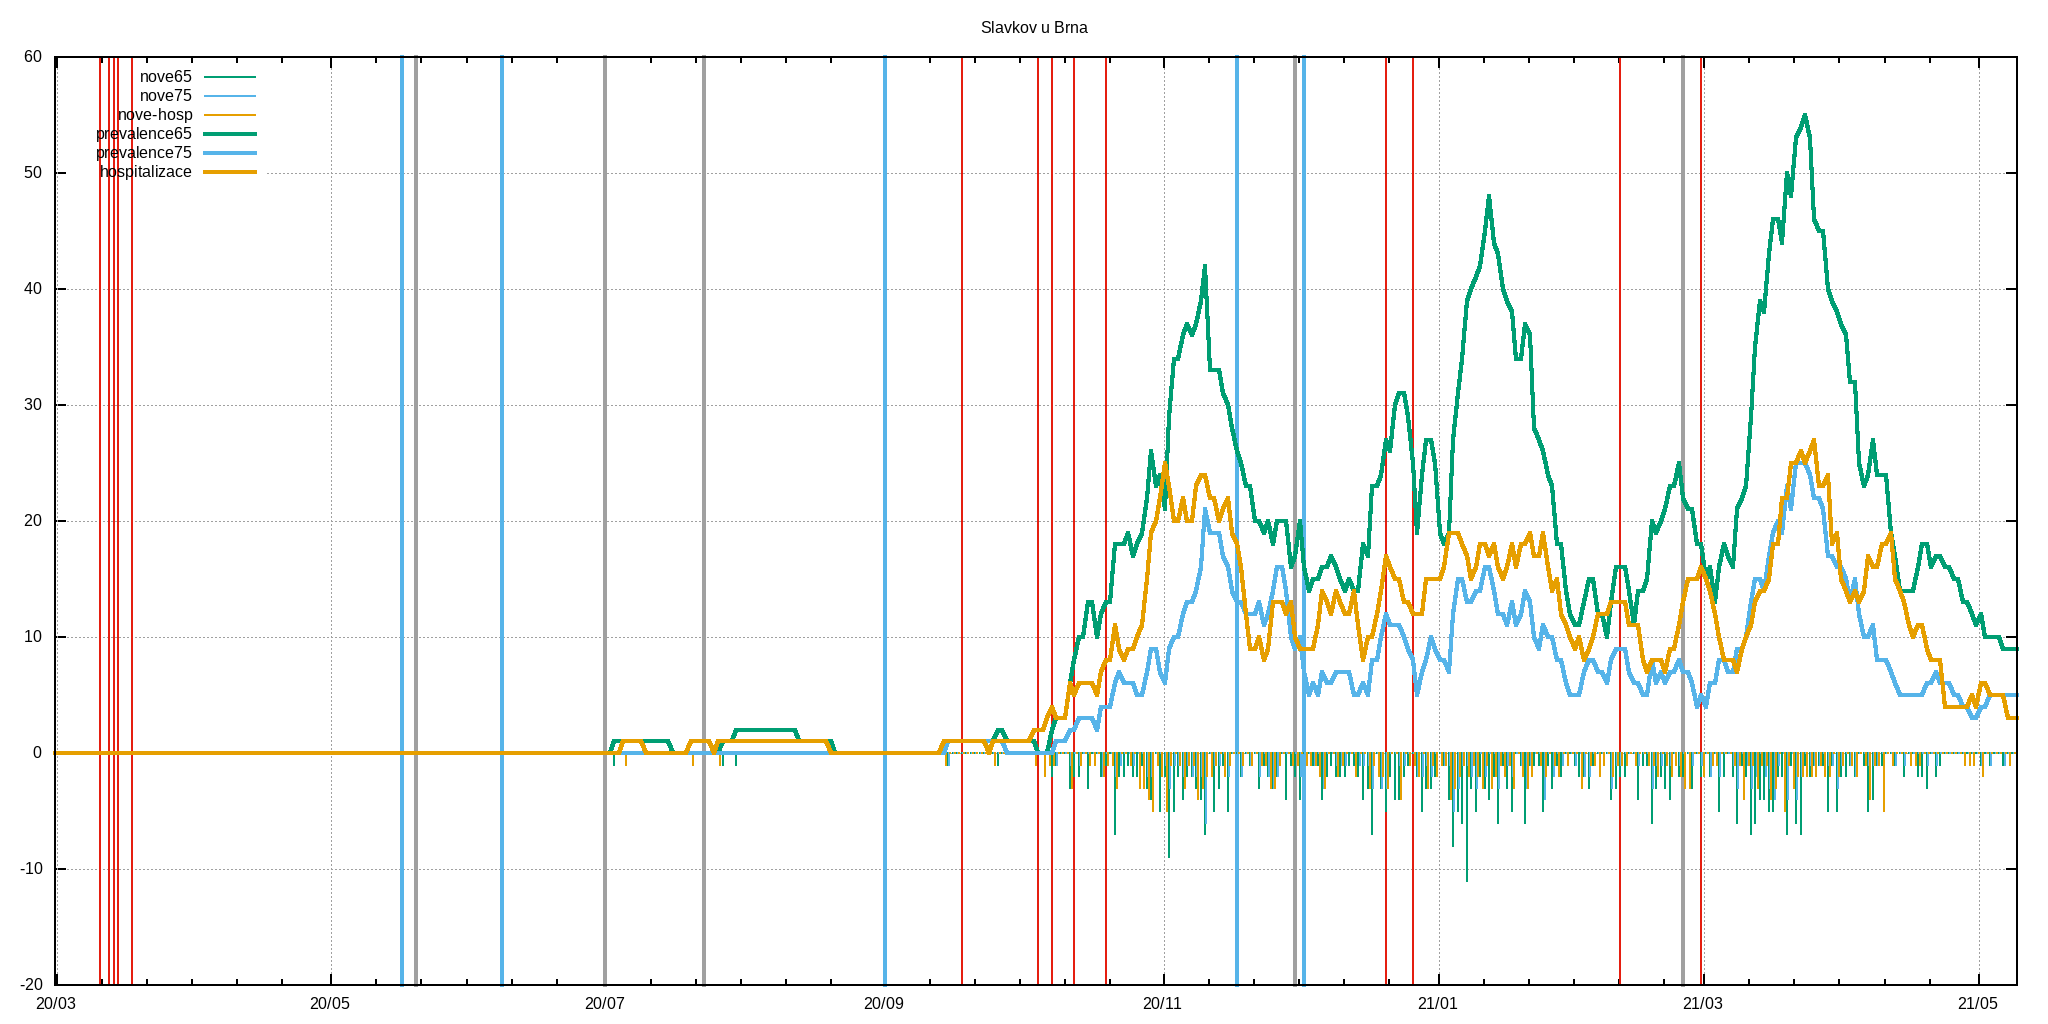 Slavkov u Brna
60
50
40
30
20
10
0
-10
-20
nove65
nove75
nove-hosp
prevalence65
prevalence75
hospitalizace
20/03 20/05 20/07 20/09 20/11 21/01 21/03 21/05